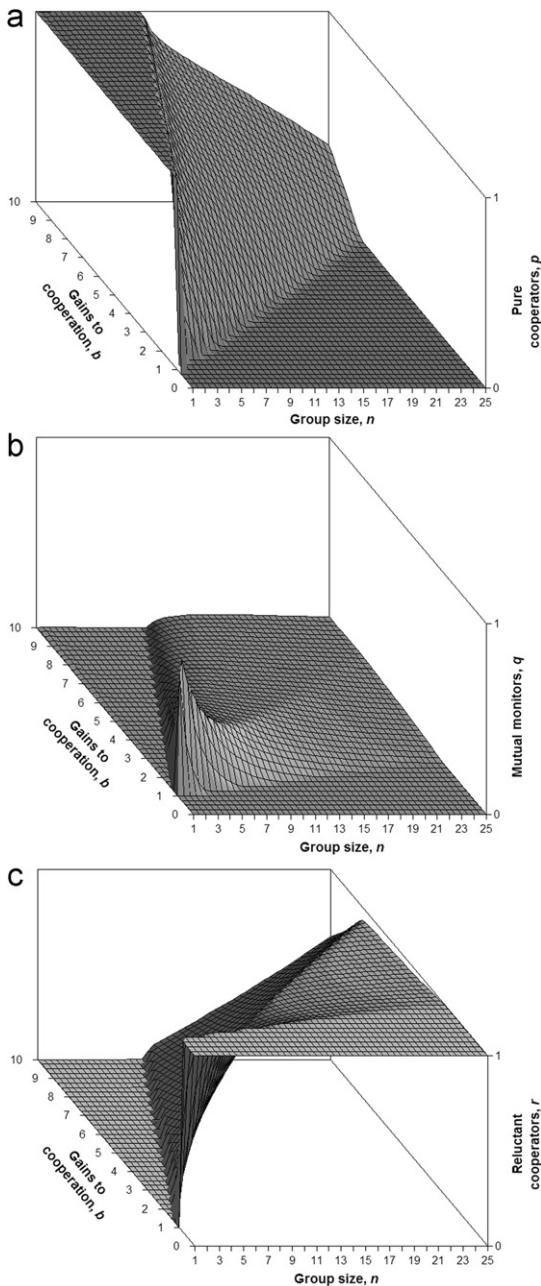 a
10
9
8
7
6
5
4
3
2
1
0
Gains to
cooperation, b
1 3 5 7 9 11 13 15 17 19 21 23 25
Group size, n
1
0
Pure
cooperators, p
b
10
9
8
7
6
5
4
3
2
1
0
Gains to
cooperation, b
1 3 5 7 9 11 13 15 17 19 21 23 25
Group size, n
1
0
Mutual monitors, q
c
10
9
8
7
6
5
4
3
2
1
0
Gains to
cooperation, b
1 3 5 7 9 11 13 15 17 19 21 23 25
Group size, n
1
0
Reluctant
cooperators, r